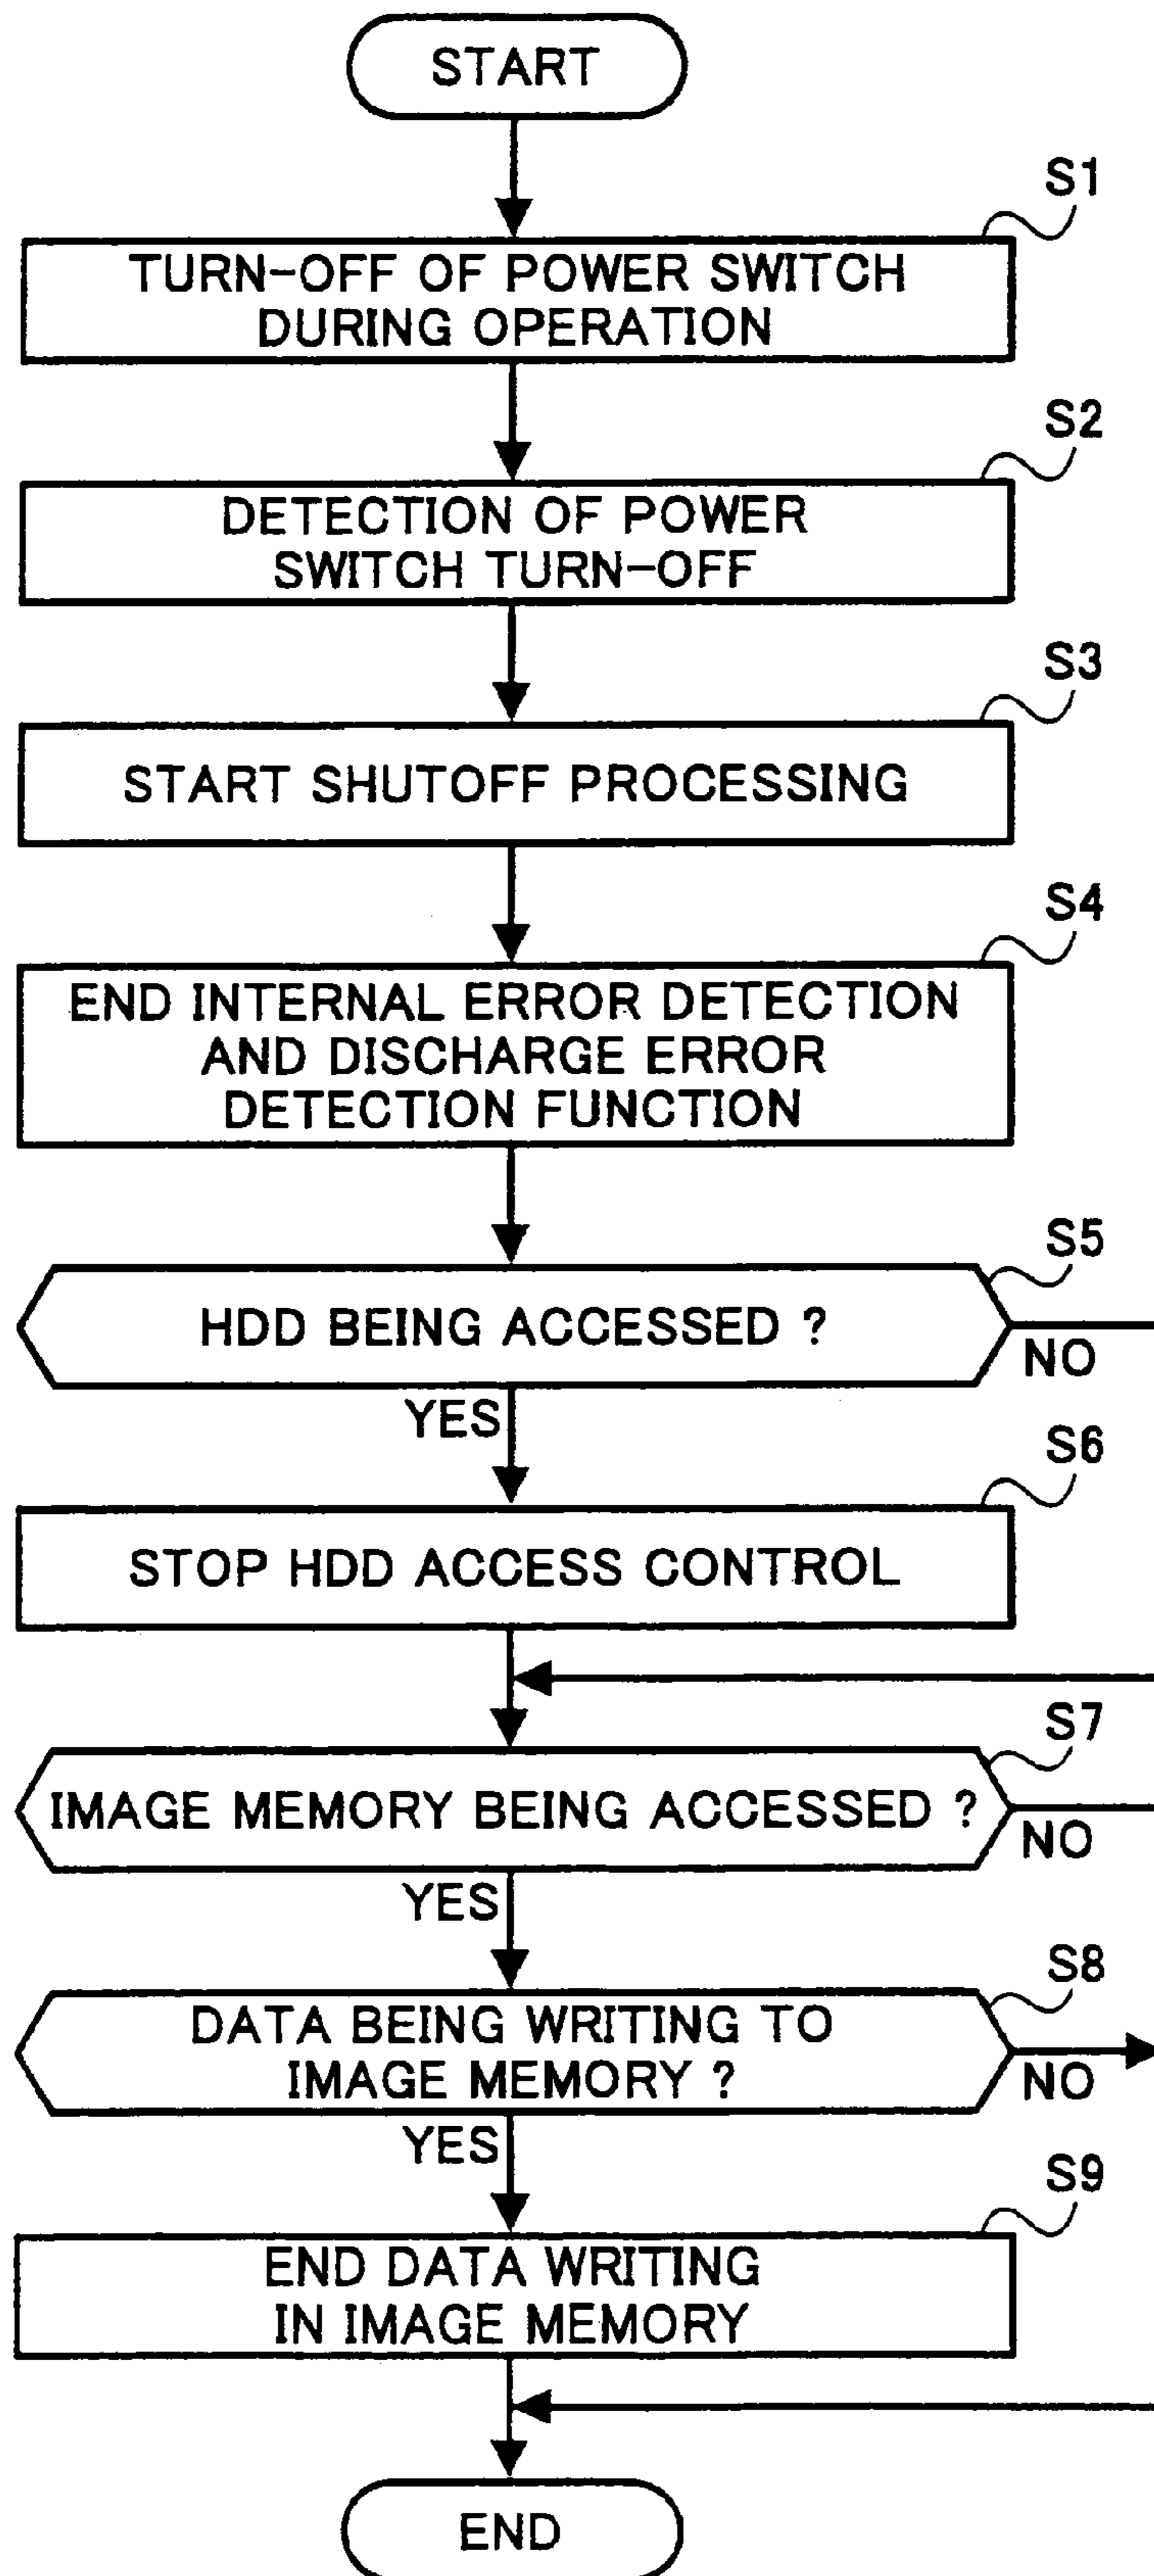 START
S1
TURN-OFF OF POWER SWITCH
DURING OPERATION
S2
DETECTION OF POWER
SWITCH TURN-OFF
S3
START SHUTOFF PROCESSING
S4
END INTERNAL ERROR DETECTION
AND DISCHARGE ERROR
DETECTION FUNCTION
S5
HDD BEING ACCESSED ?
NO
YES
S6
STOP HDD ACCESS CONTROL
S7
IMAGE MEMORY BEING ACCESSED ?
NO
YES
S8
DATA BEING WRITING TO
IMAGE MEMORY ?
NO
YES
S9
END DATA WRITING
IN IMAGE MEMORY
END